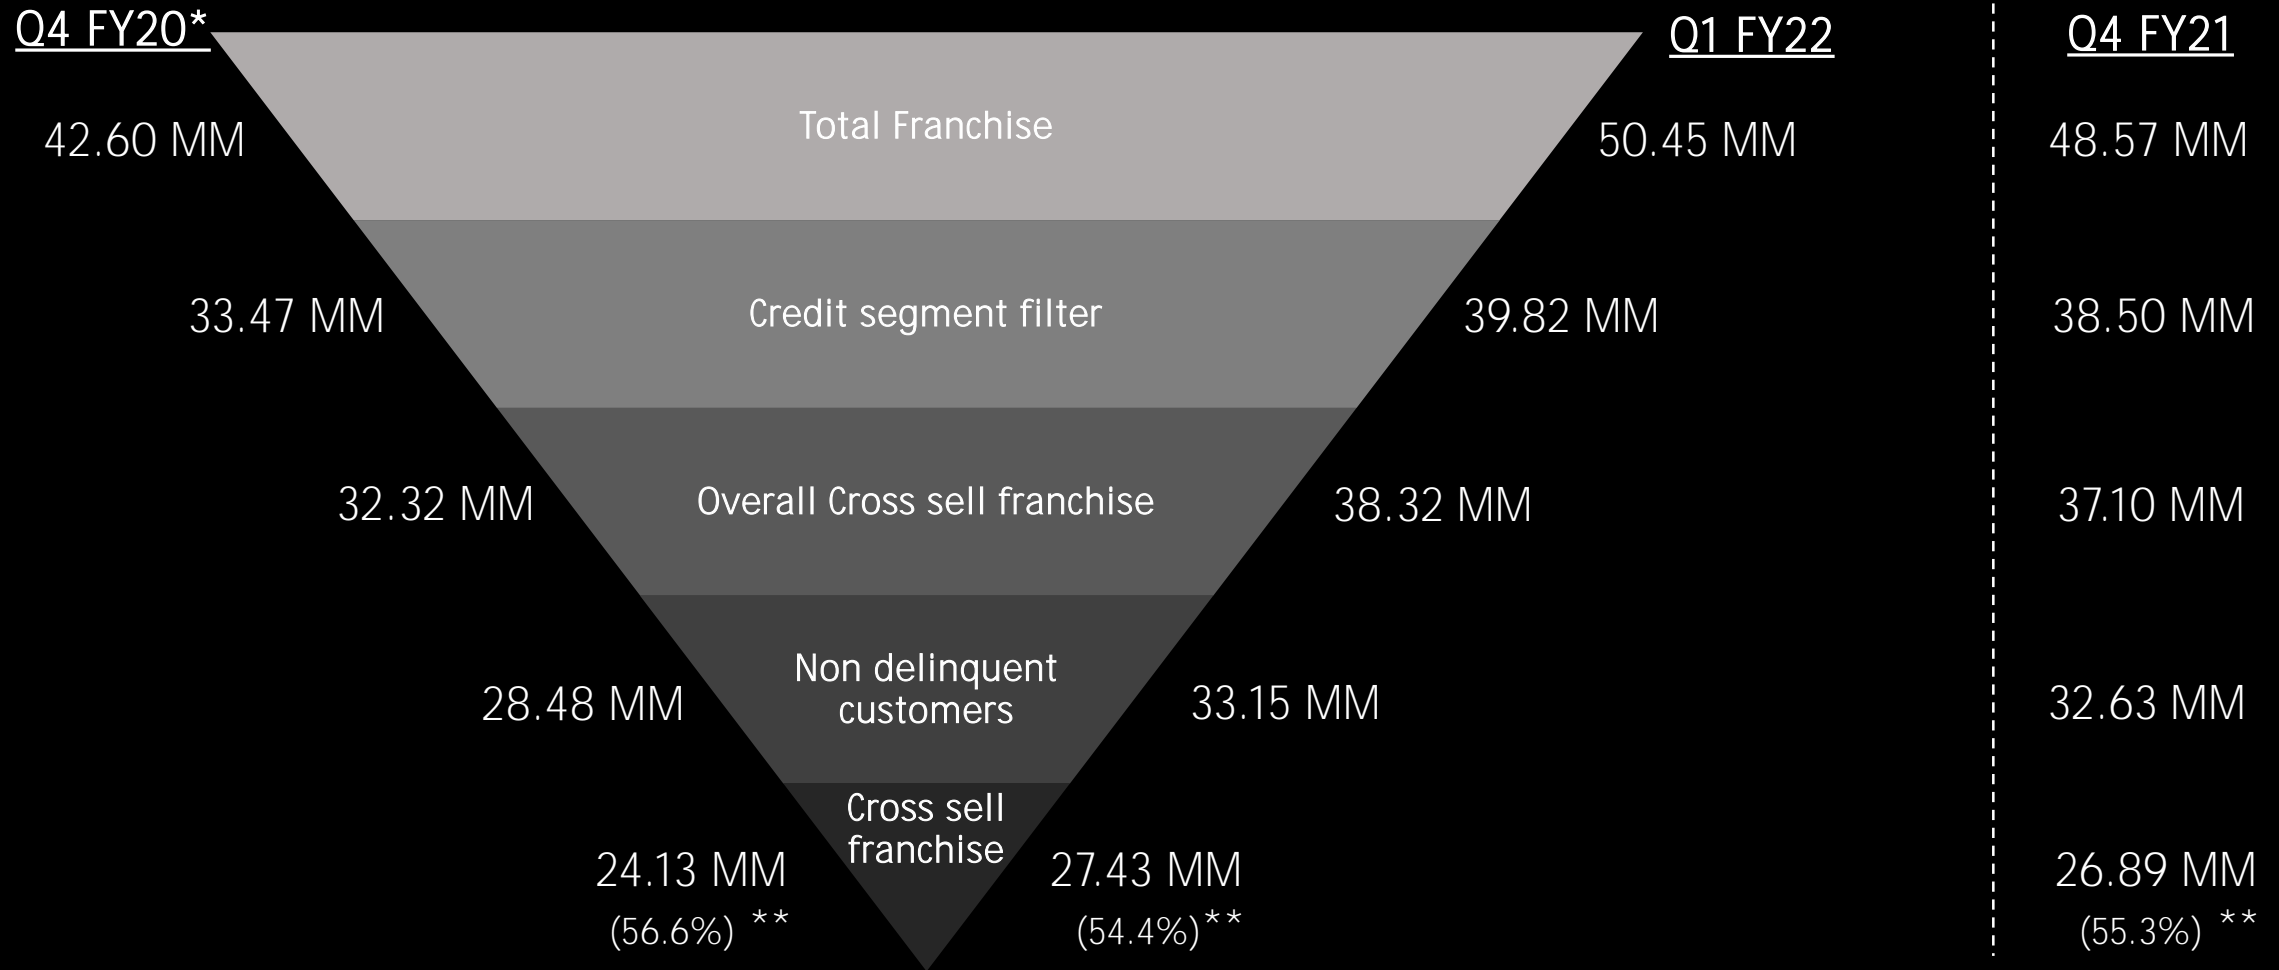 Q4 FY20*
Q1 FY22
Q4 FY21
42.60 MM
Total Franchise
50.45 MM
48.57 MM
33.47 MM
Credit segment filter
39.82 MM
38.50 MM
32.32 MM
Overall Cross sell franchise
38.32 MM
37.10 MM
28.48 MM
Non delinquent
customers
33.15 MM
32.63 MM
24.13 MM
(56.6%) **
Cross sell
franchise
27.43 MM
(54.4%)**
26.89 MM
(55.3%) **